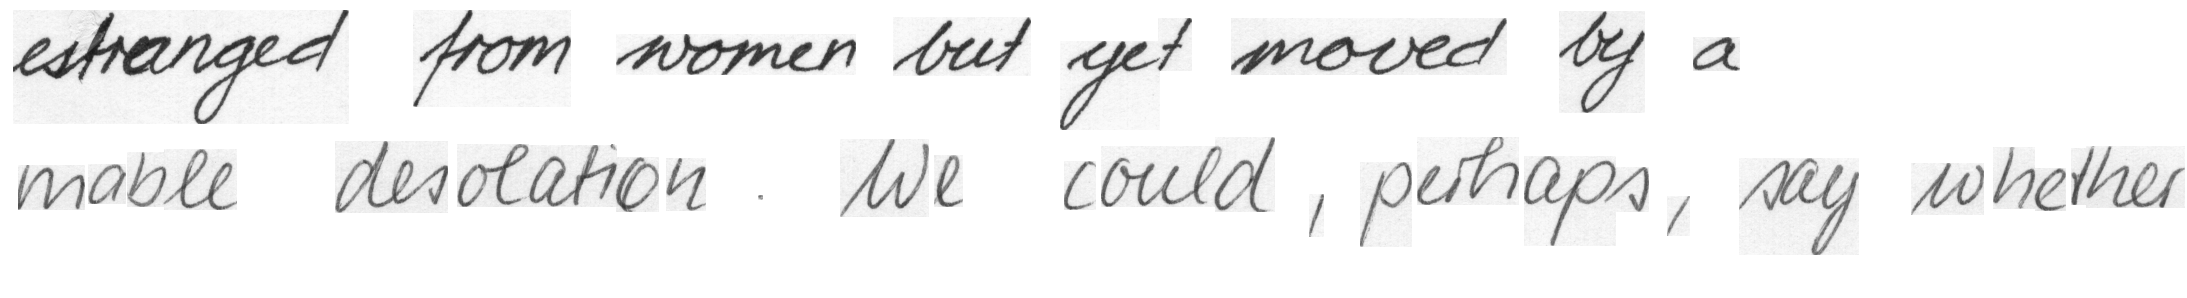 estranged from women but yet moved by a
mable desolation. We could, perhaps, say whether